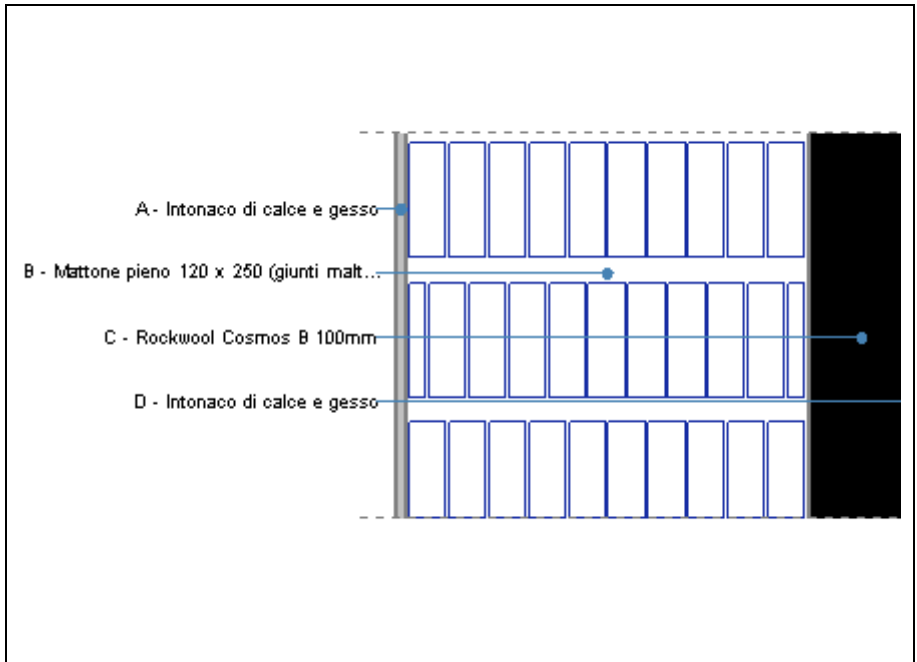 A - Intonaco di calce e gesso
B - Mattone pieno 120 x 250 (giunti malt...
C - Rockwool Cosmos B 100mm
D - Intonaco di calce e gesso